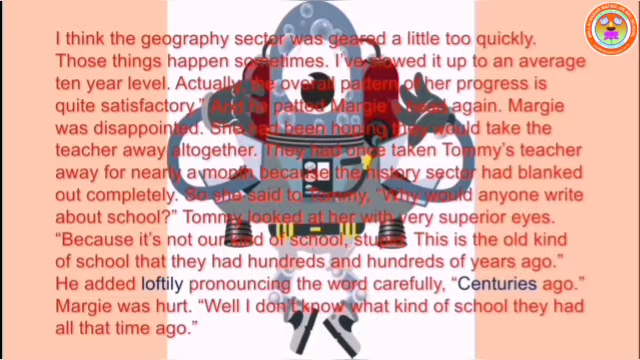 I think the geography sector was geared a little too quickly.
Those things happen sometimes. I've slowed it up to an average
ten year level. Actually, the overall pattern of her progress is
quite satisfactory." And he patted Margie's head again. Margie
was disappointed. She had been hoping they would take the
teacher away altogether. They had once taken Tommy's teacher
away for nearly a month because the history sector had blanked
out completely. So she said to Tommy, "Why would anyone write
about school?" Tommy looked at her with very superior eyes.
"Because it's not our kind of school, stupid. This is the old kind
of school that they had hundreds and hundreds of years ago."
He added loftily pronouncing the word carefully, "Centuries ago."
Margie was hurt. "Well I don't know what kind of school they had
all that time ago."